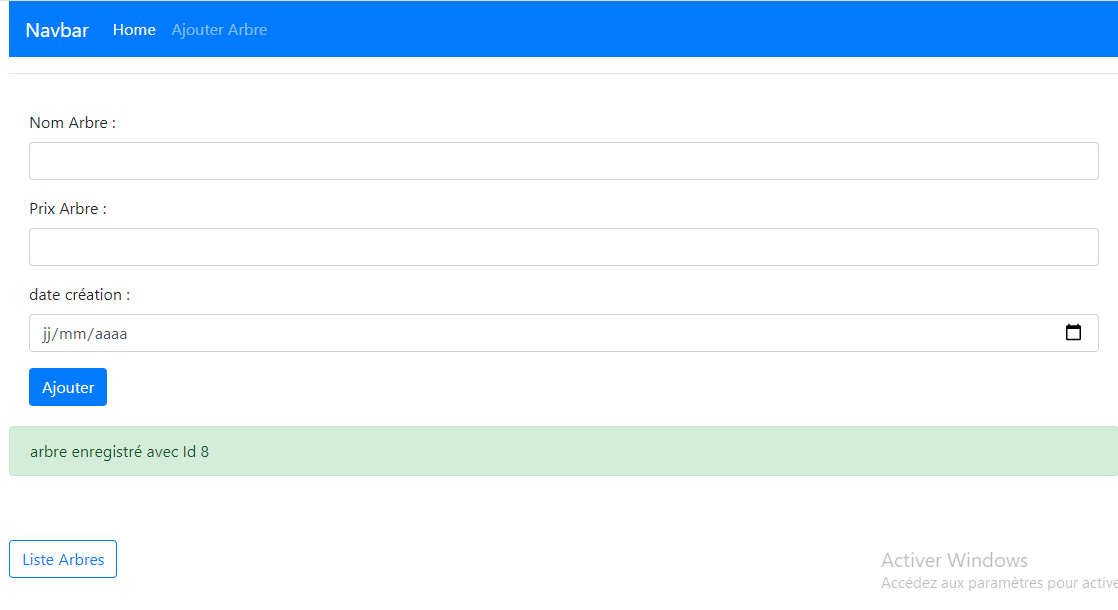 Navbar Home Ajouter Arbre
Nom Arbre :
Prix Arbre :
date création :
jj/mm/aaaa
Ajouter
arbre enregistré avec Id 8
Liste Arbres
Activer Windows
Accédez aux paramètres pour active